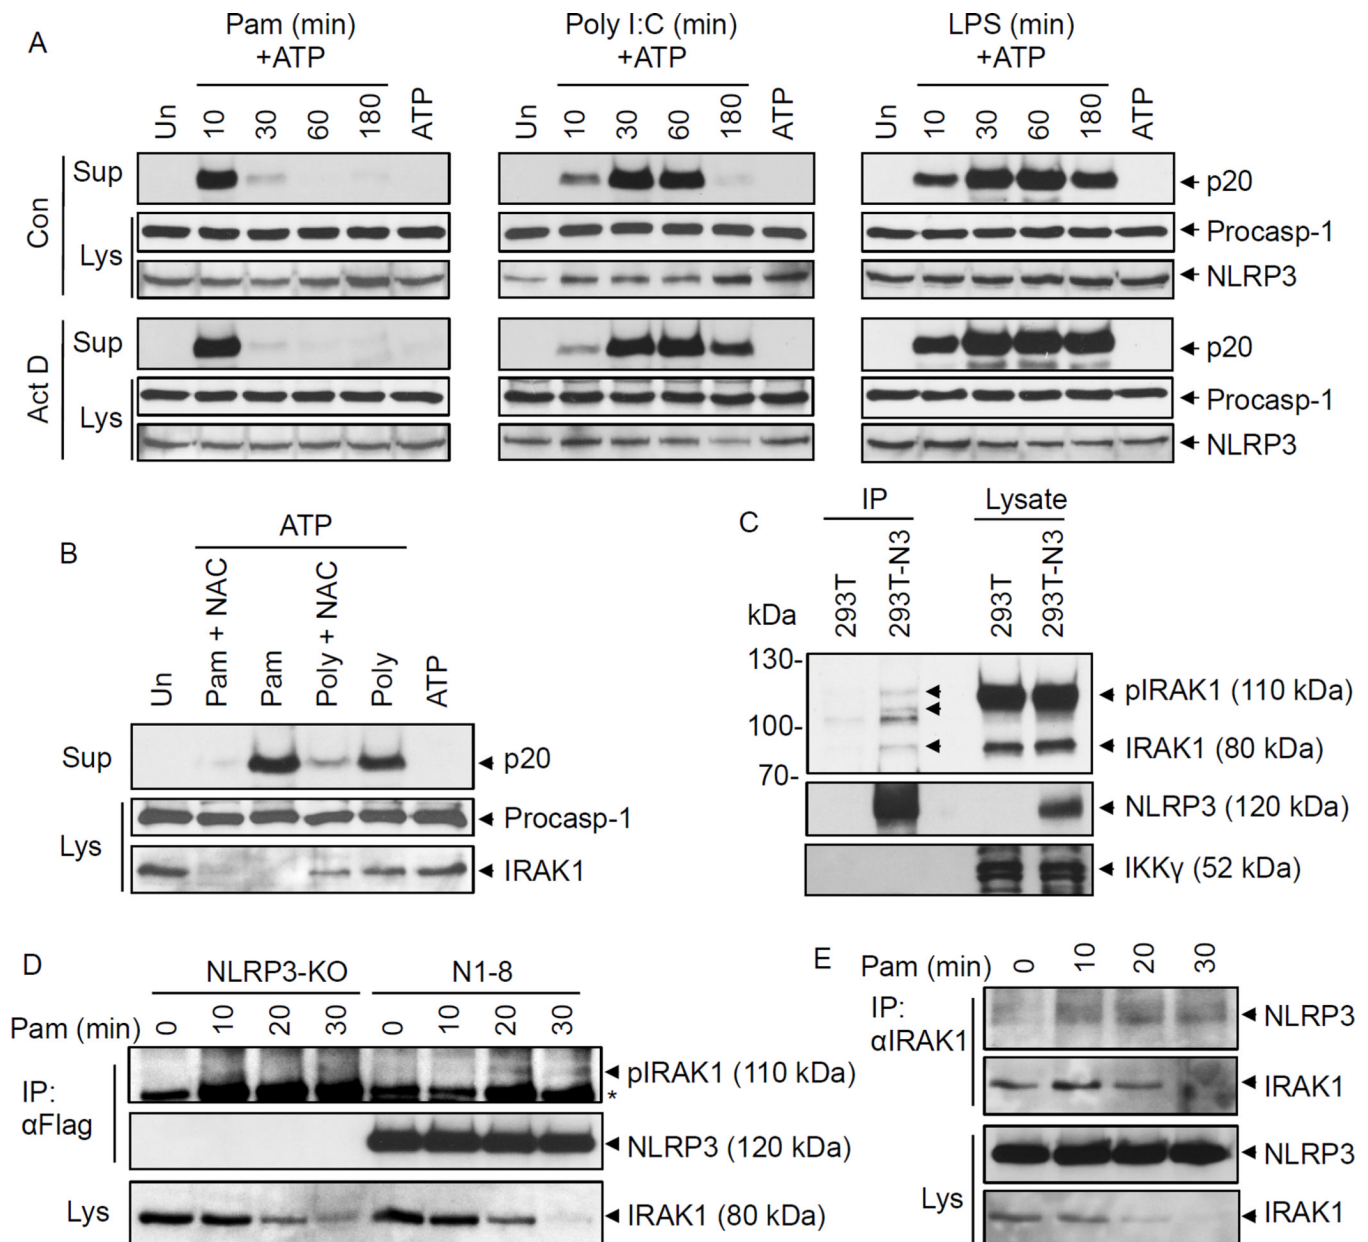 A
Pam (min)
+ATP
Poly I:C (min)
+ATP
LPS (min)
+ATP
Un 10 30 60 180 ATP
Un 10 30 60 180 ATP
Un 10 30 60 180 ATP
Con
Sup
p20
Lys
Procasp-1
NLRP3
Act D
Sup
p20
Lys
Procasp-1
NLRP3
B
ATP
Un Pam + NAC Pam Poly + NAC Poly ATP
Sup
p20
Lys
Procasp-1
IRAK1
C
IP Lysate
kDa
293T 293T-N3 293T 293T-N3
130-
100-
70-
pIRAK1 (110 kDa)
IRAK1 (80 kDa)
NLRP3 (120 kDa)
IKKγ (52 kDa)
D
NLRP3-KO N1-8
Pam (min) 0 10 20 30 0 10 20 30
IP:
αFlag
pIRAK1 (110 kDa)
*
NLRP3 (120 kDa)
Lys
IRAK1 (80 kDa)
E
Pam (min) 0 10 20 30
IP:
αIRAK1
NLRP3
IRAK1
Lys
NLRP3
IRAK1